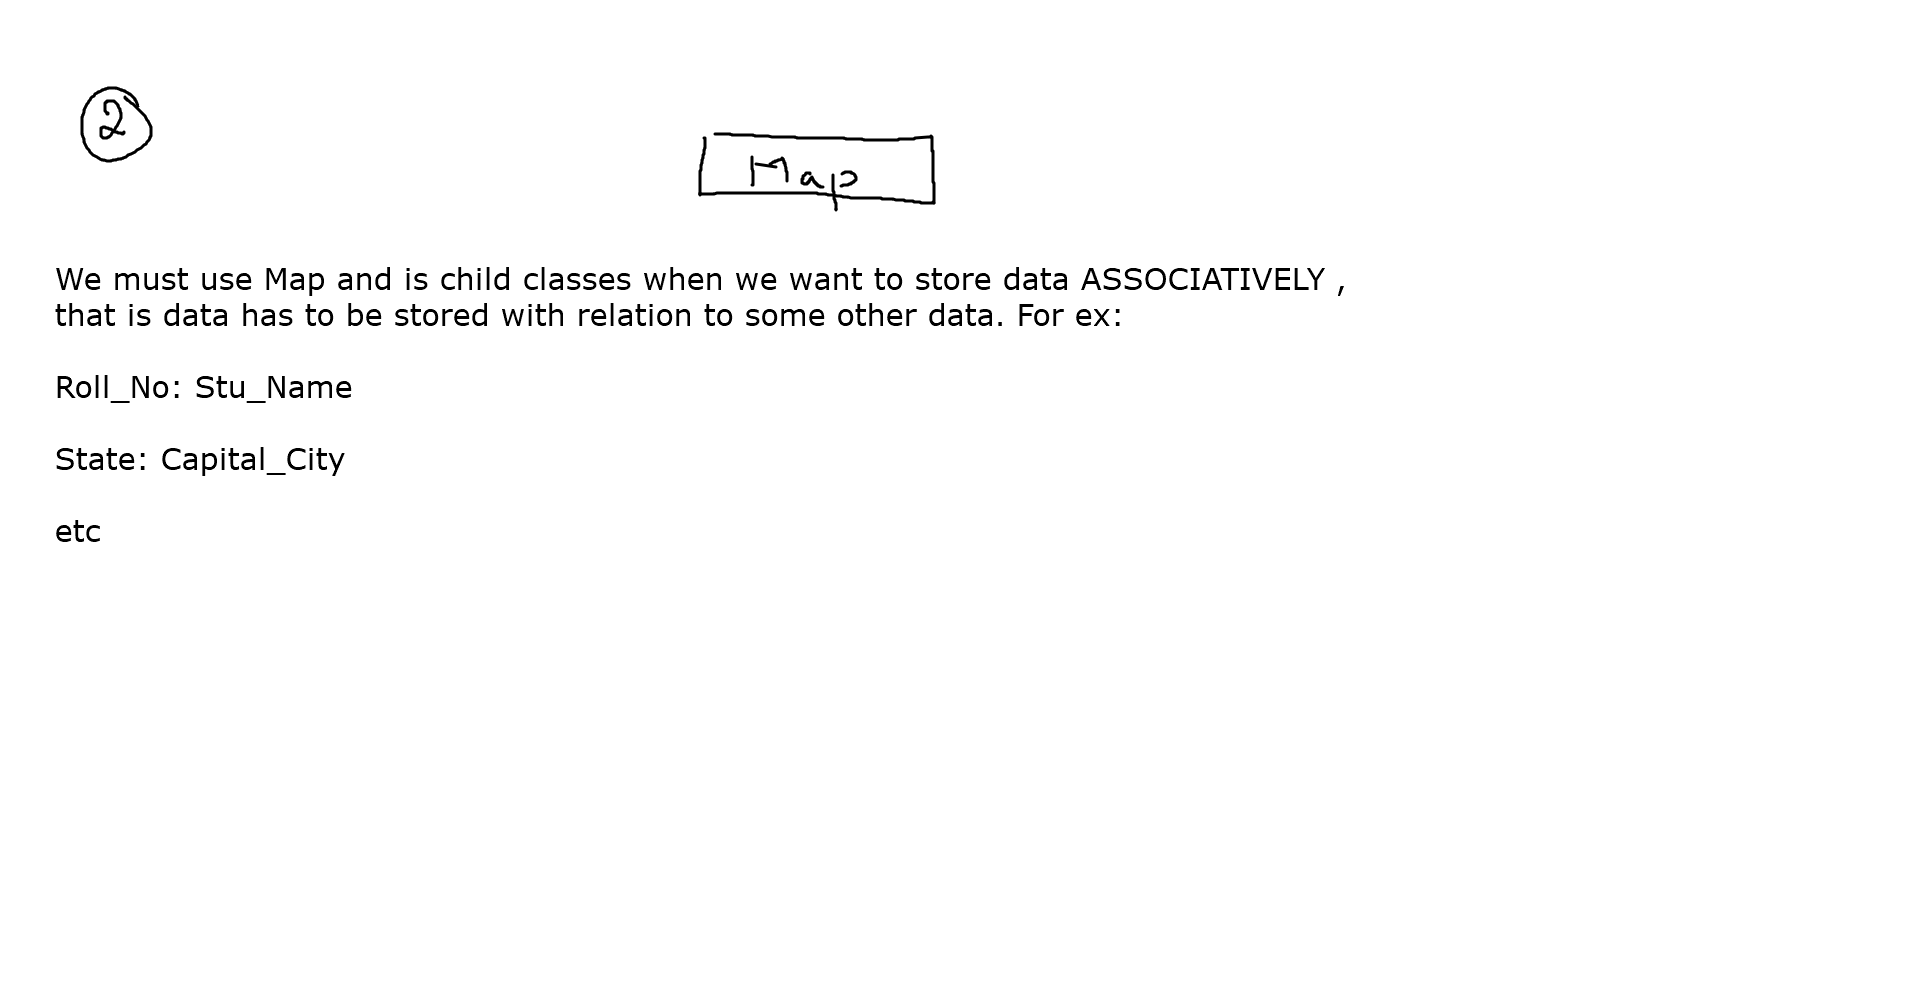 2
Map
We must use Map and is child classes when we want to store data ASSOCIATIVELY ,
that is data has to be stored with relation to some other data. For ex:
Roll_No: Stu_Name
State: Capital_City
etc